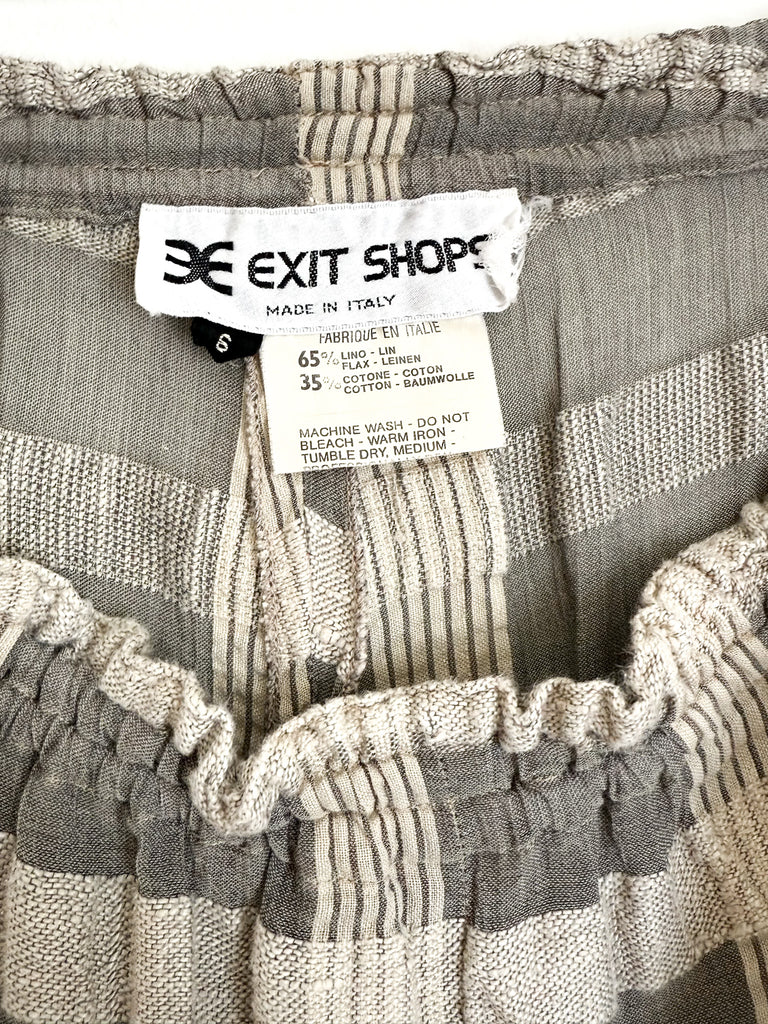 EXIT SHOPS
MADE IN ITALY
6
FABRIQUE EN ITALIE
65% LINO - LIN
FLAX - LEINEN
35% COTONE - COTON
COTTON - BAUMWOLLE
MACHINE WASH - DO NOT
BLEACH - WARM IRON -
TUMBLE DRY, MEDIUM -